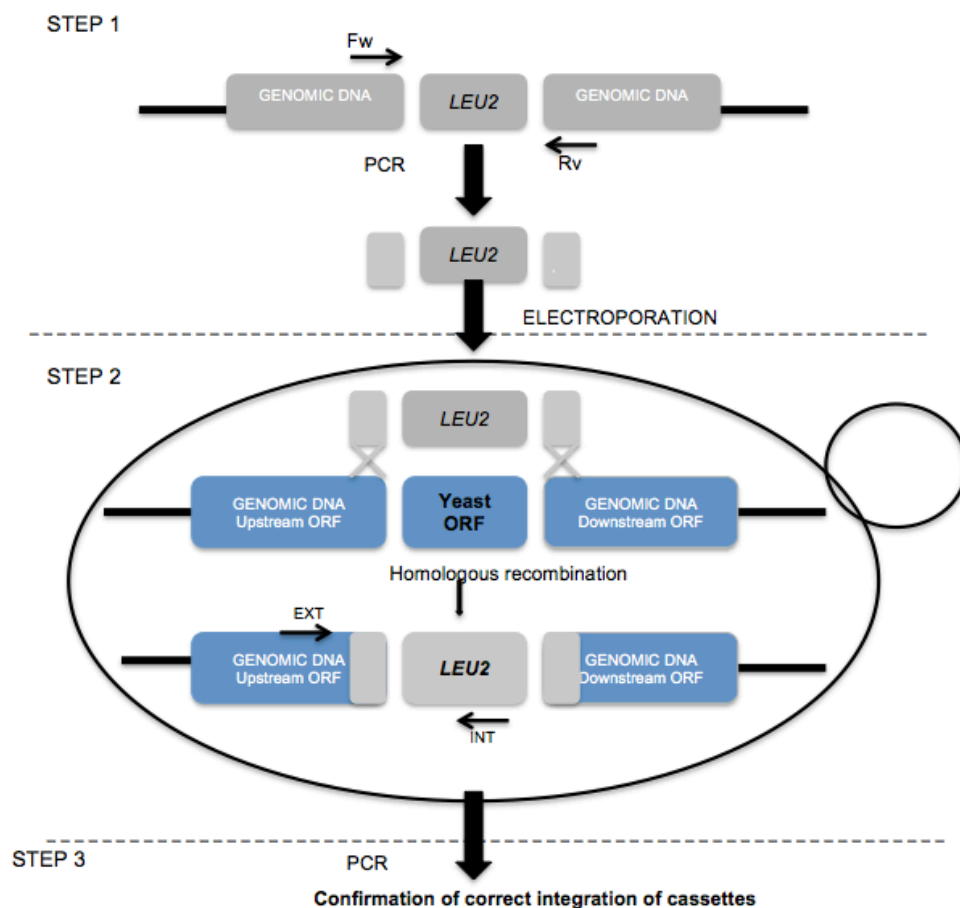 STEP 1
Fw
GENOMIC DNA
LEU2
GENOMIC DNA
PCR
Rv
LEU2
ELECTROPORATION
STEP 2
LEU2
GENOMIC DNA
Upstream ORF
Yeast
ORF
GENOMIC DNA
Downstream ORF
Homologous recombination
EXT
GENOMIC DNA
Upstream ORF
LEU2
GENOMIC DNA
Downstream ORF
INT
STEP 3
PCR
Confirmation of correct integration of cassettes